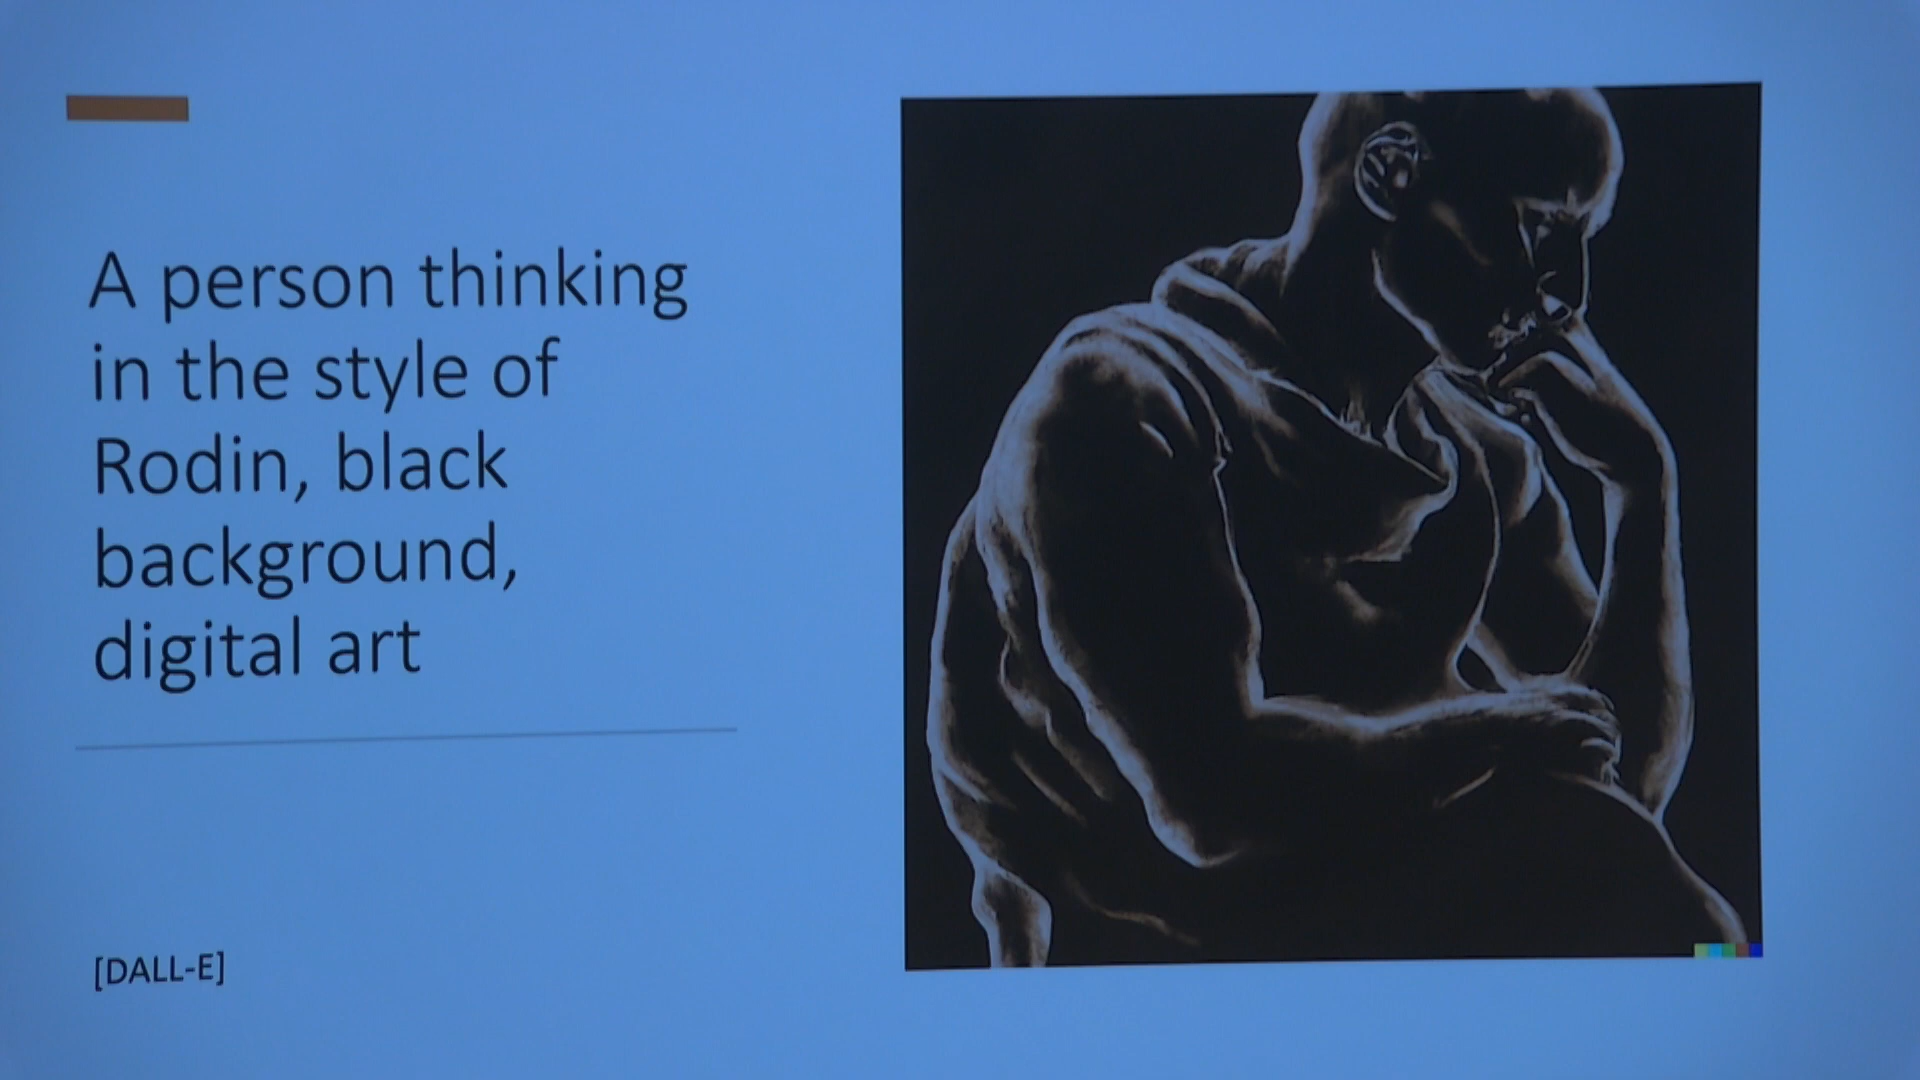 A person thinking
in the style of
Rodin, black
background,
digital art
[DALL-E]